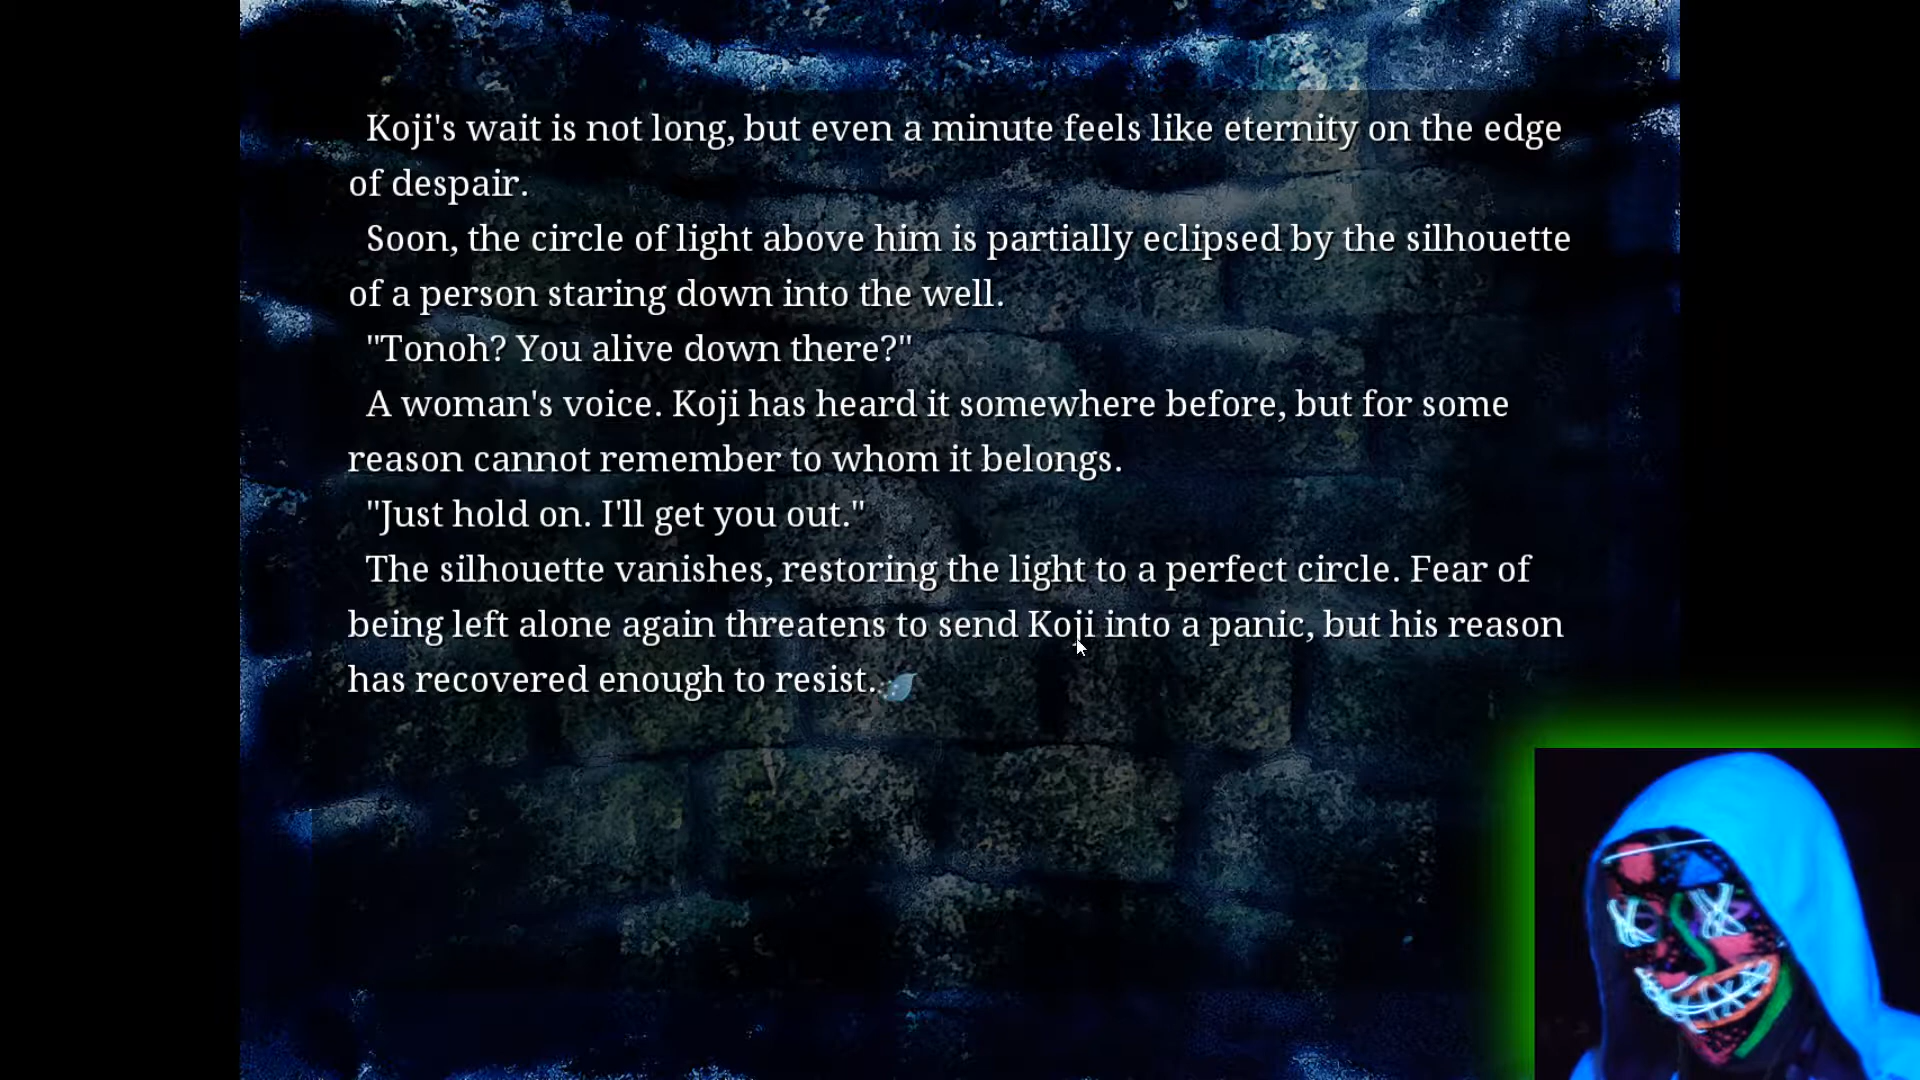 Koji's wait is not long, but even a minute feels like eternity on the edge
of despair.
Soon, the circle of light above him is partially eclipsed by the silhouette
of a person staring down into the well.
"Tonoh? You alive down there?"
A woman's voice. Koji has heard it somewhere before, but for some
reason cannot remember to whom it belongs.
"Just hold on. I'll get you out."
The silhouette vanishes, restoring the light to a perfect circle. Fear of
being left alone again threatens to send Koji into a panic, but his reason
has recovered enough to resist.